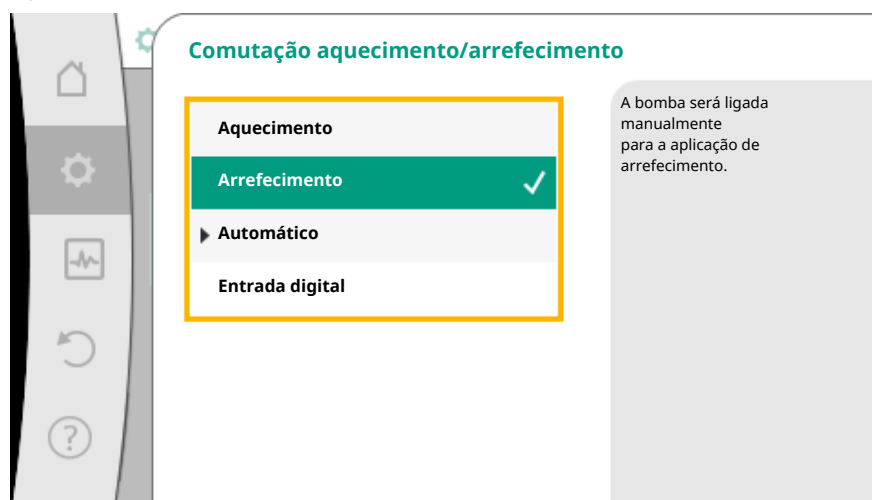 Comutação aquecimento/arrefecimento
Aquecimento
Arrefecimento
Automático
Entrada digital
A bomba será ligada
manualmente
para a aplicação de
arrefecimento.
?